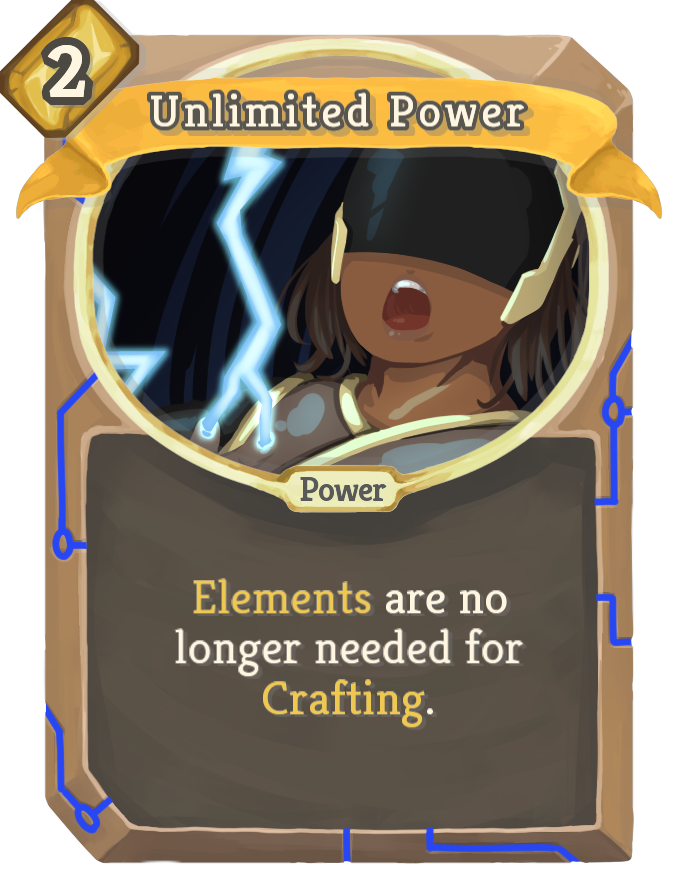 2
Unlimited Power
Power
Elements are no
longer needed for
Crafting.